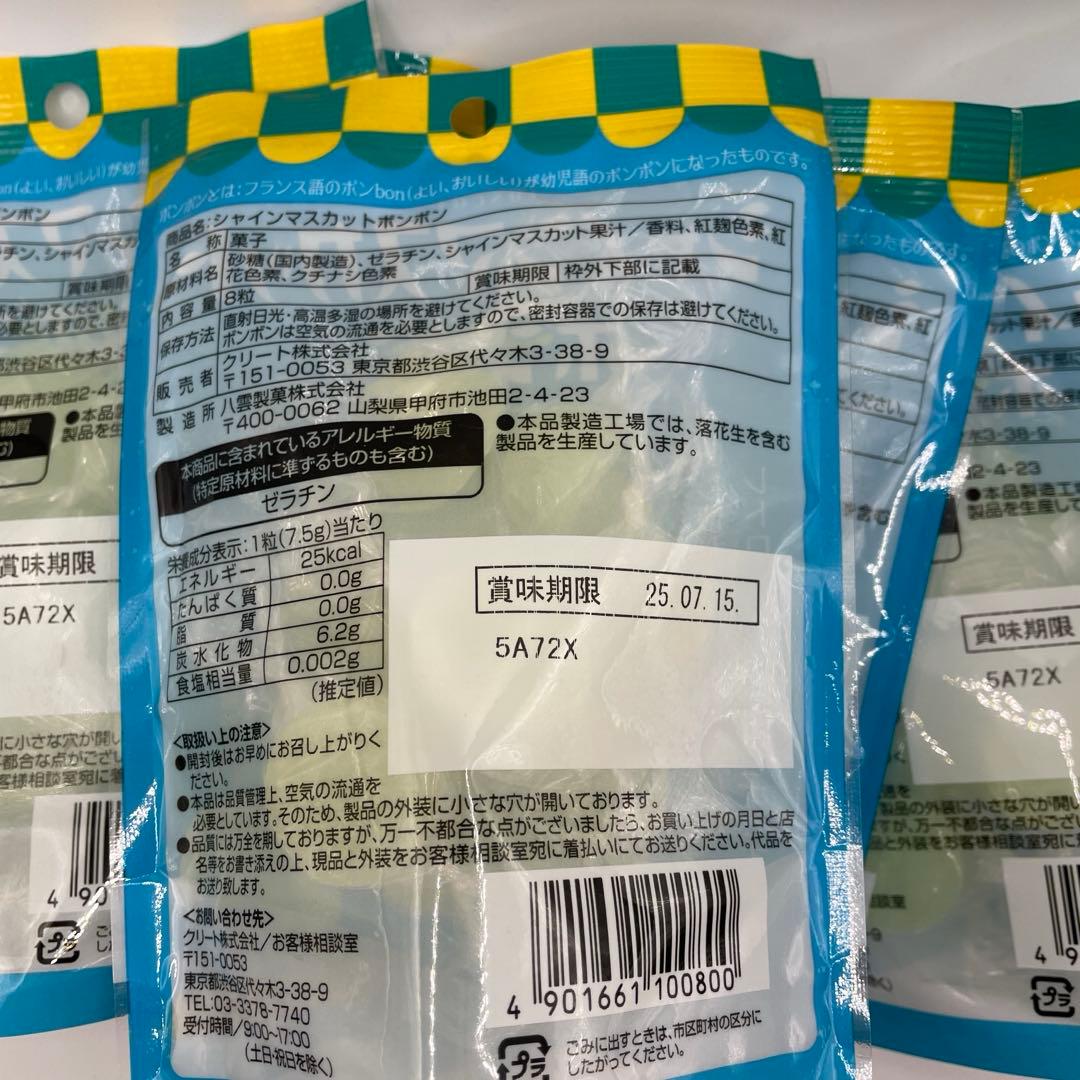 ボンボンとは:フランス語のボンbon(よい、おいしい)が幼児語のボンボンになったものです。
商品名:シャインマスカットボンボン
名称 菓子
原材料名 砂糖(国内製造)、ゼラチン、シャインマスカット果汁/香料、紅麹色素、紅
花色素、クチナシ色素
内容量 8粒 賞味期限 枠外下部に記載
保存方法 直射日光・高温多湿の場所を避けてください。
ボンボンは空気の流通を必要としますので、密封容器での保存は避けてください。
販売者 クリート株式会社
〒151-0053 東京都渋谷区代々木3-38-9
製造所 八雲製菓株式会社
〒400-0062 山梨県甲府市池田2-4-23
本商品に含まれているアレルギー物質
(特定原材料に準ずるものも含む)
ゼラチン
●本品製造工場では、落花生を含む
製品を生産しています。
栄養成分表示:1粒(7.5g)当たり
エネルギー 25kcal
たんぱく質 0.0g
脂質 0.0g
炭水化物 6.2g
食塩相当量 0.002g
(推定値)
賞味期限 25.07.15.
5A72X
<取扱い上の注意>
●開封後はお早めにお召し上がりく
ださい。
●本品は品質管理上、空気の流通を
必要としています。そのため、製品の外装に小さな穴が開いております。
●品質には万全を期しておりますが、万一不都合な点がございましたら、お買い上げの月日と店
名等をお書き添えの上、現品と外装をお客様相談室宛に着払いにてお送りください。代品を
お送り致します。
<お問い合わせ先>
クリート株式会社/お客様相談室
〒151-0053
東京都渋谷区代々木3-38-9
TEL:03-3378-7740
受付時間/9:00~17:00
(土・日・祝日を除く)
4 901661 100800
プラ
ごみに出すときは、市区町村の区分に
したがってください。
賞味期限
5A72X
4 90
プラ
賞味期限
5A72X
4 9
プラ